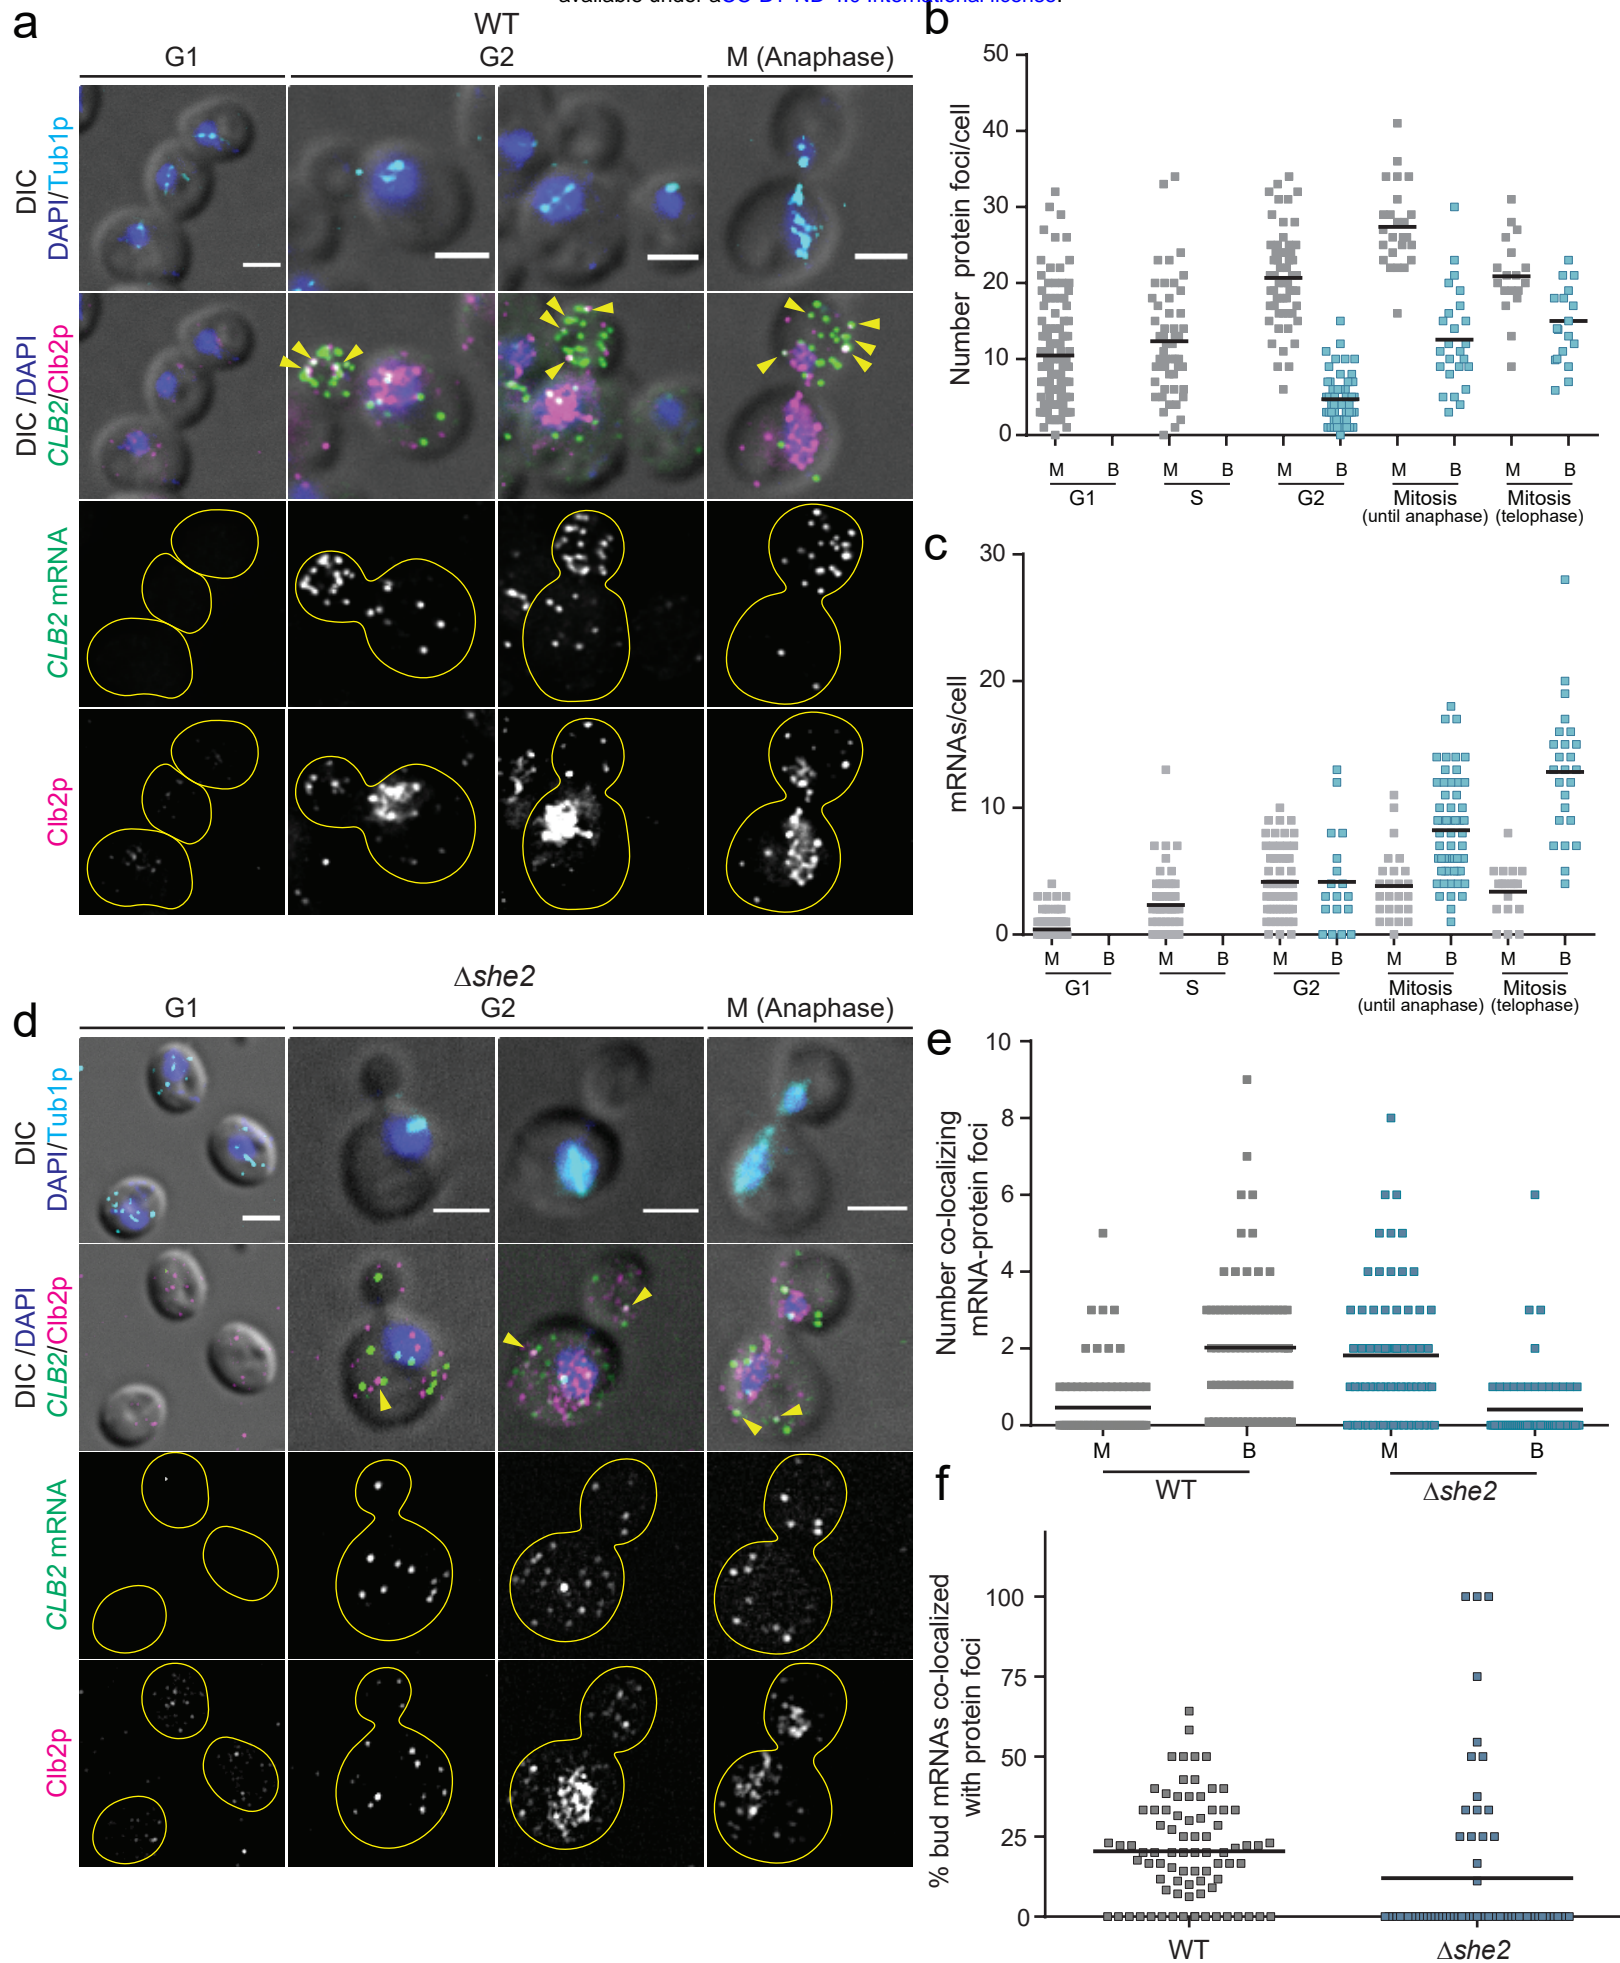 a
WT
G1
G2
M (Anaphase)
DIC
DAPI/Tub1p
DIC /DAPI
CLB2/Clb2p
CLB2 mRNA
Clb2p
b
Number protein foci/cell
50
40
30
20
10
0
M B M B M B M B M B
G1 S G2 Mitosis Mitosis
(until anaphase) (telophase)
c
mRNAs/cell
30
20
10
0
M B M B M B M B M B
G1 S G2 Mitosis Mitosis
(until anaphase) (telophase)
d
Δshe2
G1
G2
M (Anaphase)
DIC
DAPI/Tub1p
DIC /DAPI
CLB2/Clb2p
CLB2 mRNA
Clb2p
e
Number co-localizing
mRNA-protein foci
10
8
6
4
2
0
M B M B
WT Δshe2
f
% bud mRNAs co-localized
with protein foci
100
75
50
25
0
WT Δshe2